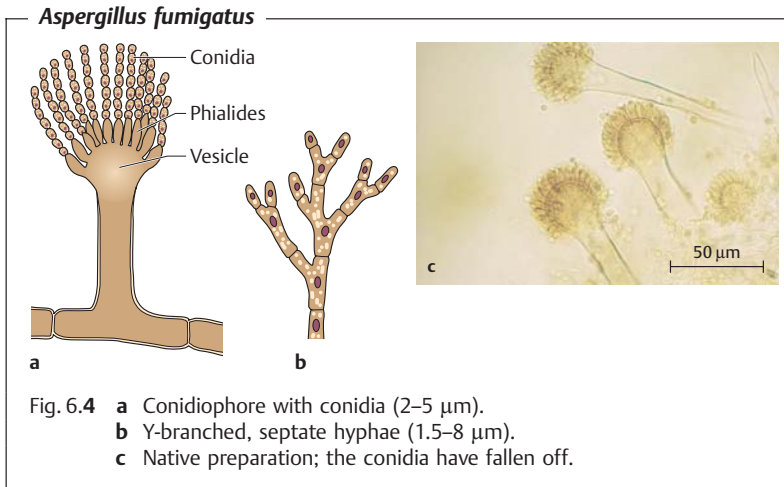 Aspergillus fumigatus
Conidia
Phialides
Vesicle
50 µm
a
b
c
Fig. 6.4 a Conidiophore with conidia (2–5 µm).
b Y-branched, septate hyphae (1.5–8 µm).
c Native preparation; the conidia have fallen off.